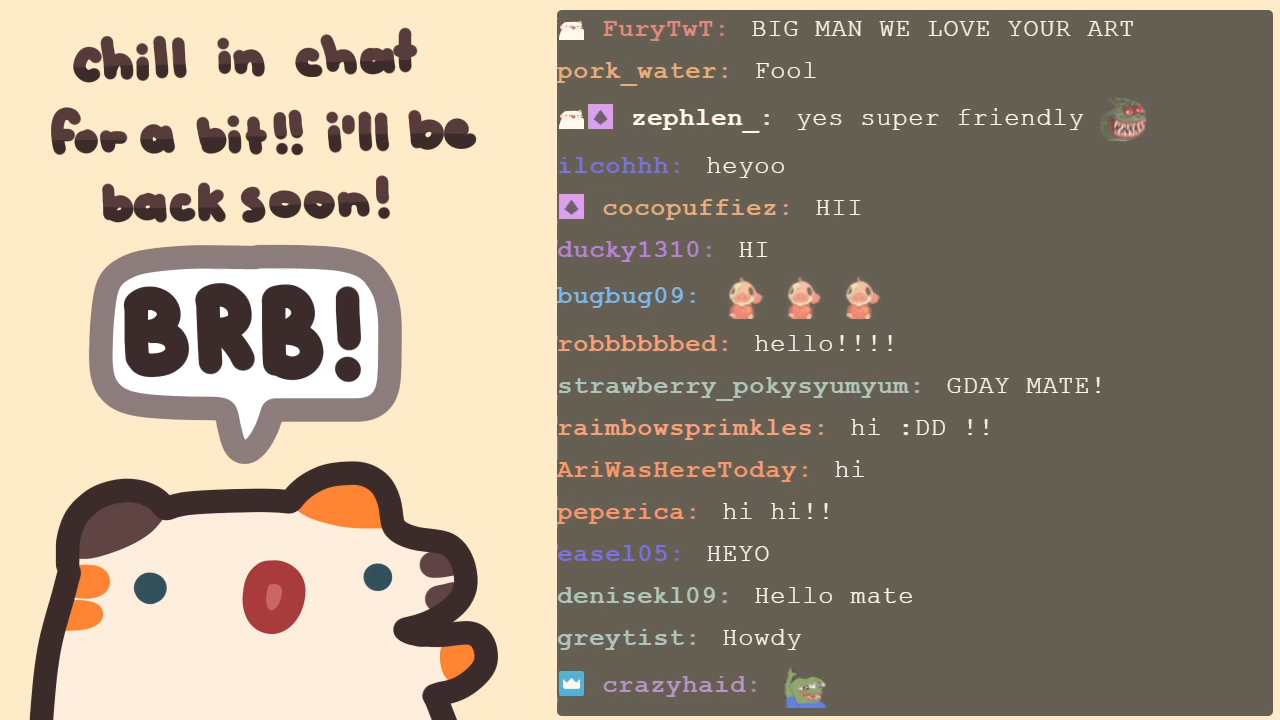 chill in chat
for a bit!! i'll be
back soon!
BRB!
FuryTwT: BIG MAN WE LOVE YOUR ART
pork_water: Fool
zephlen_: yes super friendly
ilcohhh: heyoo
cocopuffiez: HII
ducky1310: HI
bugbug09:
robbbbbbed: hello!!!!
strawberry_pokysyumyum: GDAY MATE!
raimbowsprimkles: hi :DD !!
AriWasHereToday: hi
peperica: hi hi!!
easel05: HEYO
denisekl09: Hello mate
greytist: Howdy
crazyhaid: